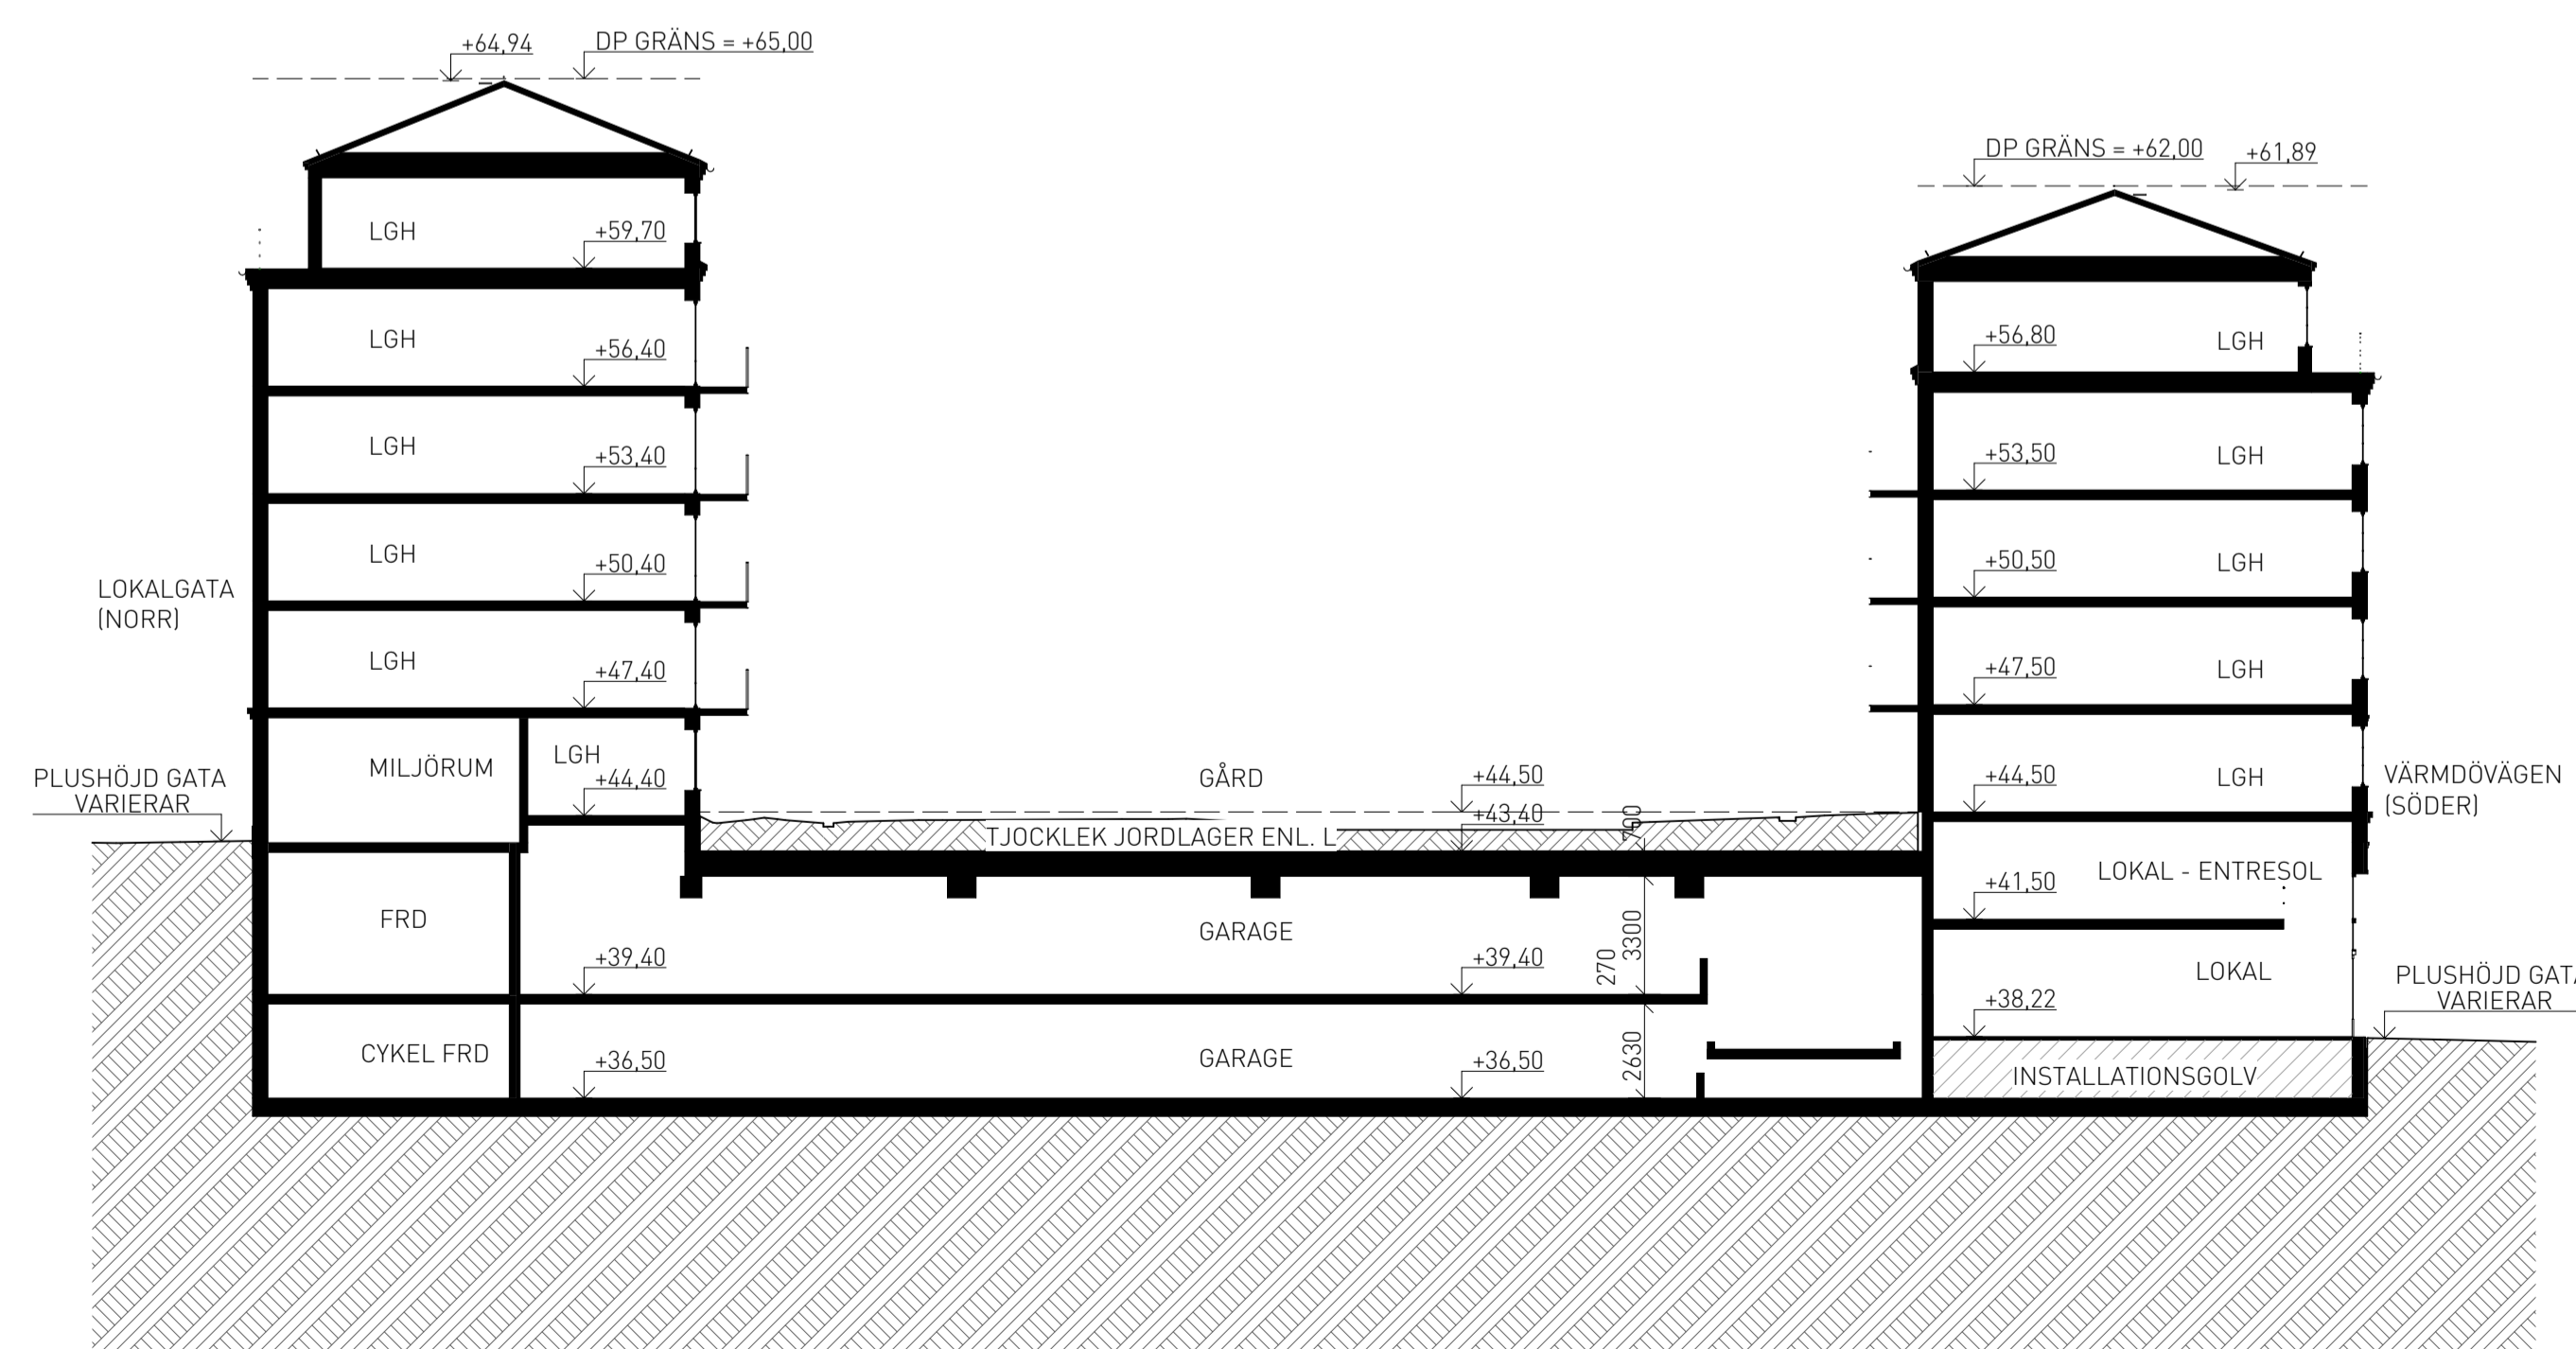 +64,94
DP GRÄNS = +65,00
DP GRÄNS = +62,00
+61,89
LGH
+59,70
LGH
+56,40
LGH
+53,40
LGH
+50,40
LGH
+47,40
LOKALGATA
(NORR)
MILJÖRUM
LGH
+44,40
PLUSHÖJD GATA
VARIERAR
FRD
+39,40
CYKEL FRD
+36,50
GÅRD
+44,50
+43,40
TJOCKLEK JORDLAGER ENL. L
GARAGE
+39,40
270
3300
GARAGE
+36,50
2630
+56,80
LGH
+53,50
LGH
+50,50
LGH
+47,50
LGH
+44,50
LGH
VÄRMDÖVÄGEN
(SÖDER)
LOKAL - ENTRESOL
+41,50
LOKAL
+38,22
PLUSHÖJD GATA
VARIERAR
INSTALLATIONSGOLV